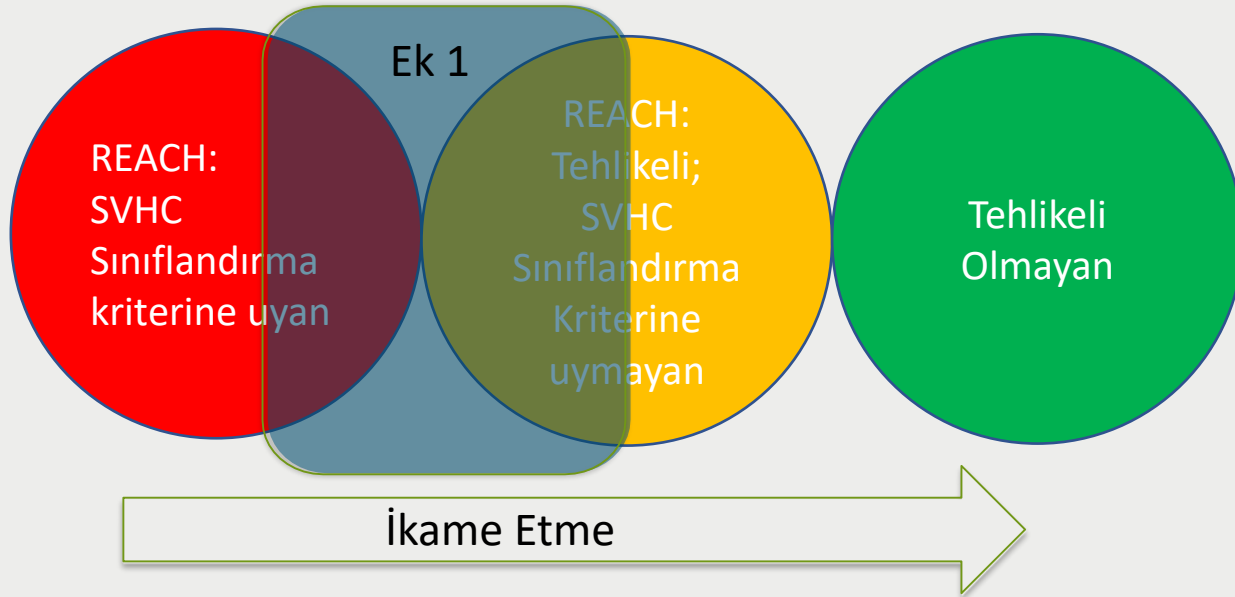 Ek 1
REACH:
SVHC
Sınıflandırma
kriterine uyan
REACH:
Tehlikeli;
SVHC
Sınıflandırma
Kriterine
uymayan
Tehlikeli
Olmayan
İkame Etme